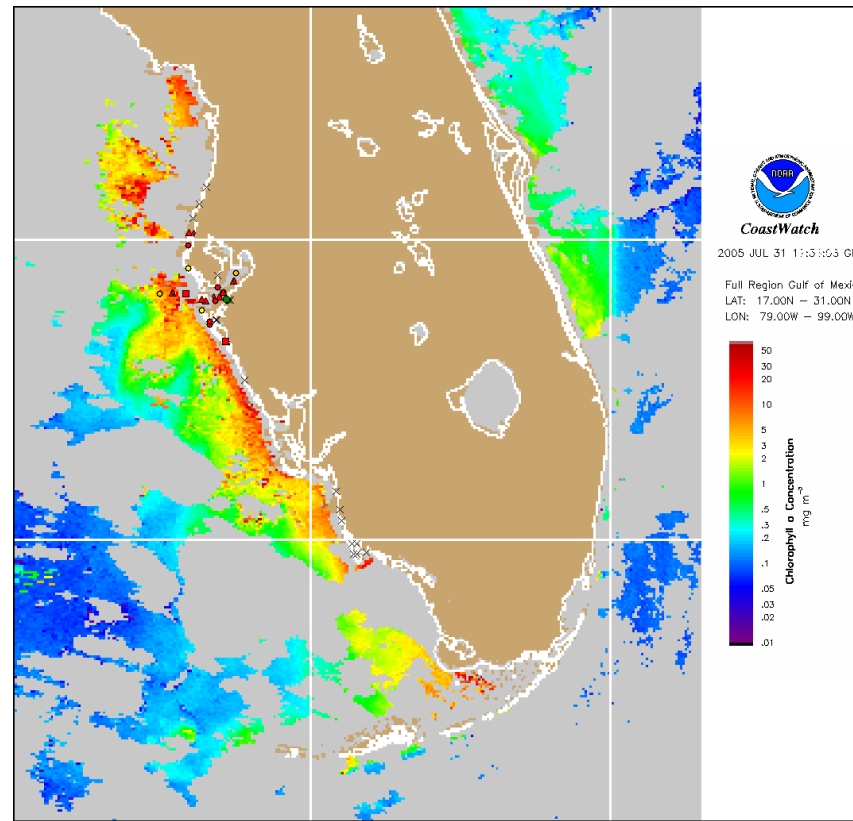 NOAA
CoastWatch
2005 JUL 31
Full Region Gulf of Mexi
LAT: 17.00N – 31.00N
LON: 79.00W – 99.00W
50
30
20
10
5
3
2
1
.5
.3
.2
.1
.05
.03
.02
.01
Chlorophyll a Concentration
mg m⁻³